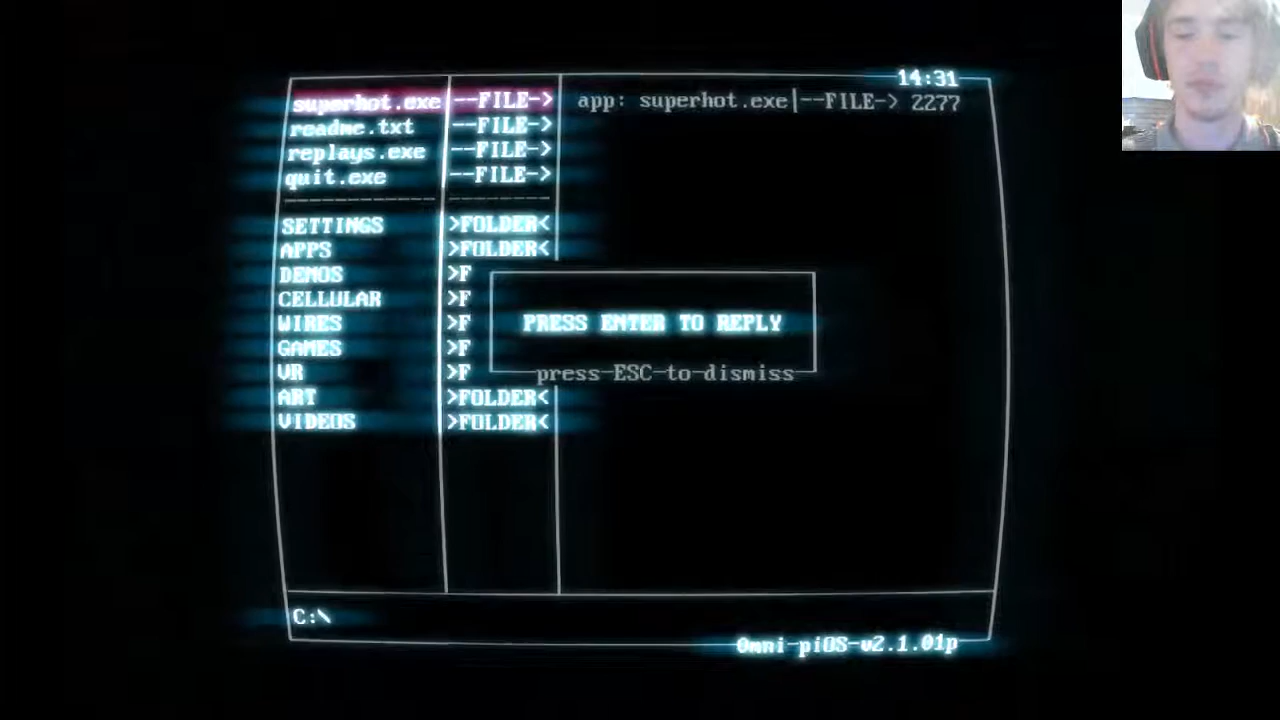 14:31
superhot.exe --FILE-> app: superhot.exe|--FILE-> 2277
readme.txt --FILE->
replays.exe --FILE->
quit.exe --FILE->
SETTINGS >FOLDER<
APPS >FOLDER<
DEMOS >F
CELLULAR >F
WIRES >F
GAMES >F
VR >F
ART >FOLDER<
VIDEOS >FOLDER<
PRESS ENTER TO REPLY
press ESC to dismiss
C:\
Omni-piOS-v2.1.01p